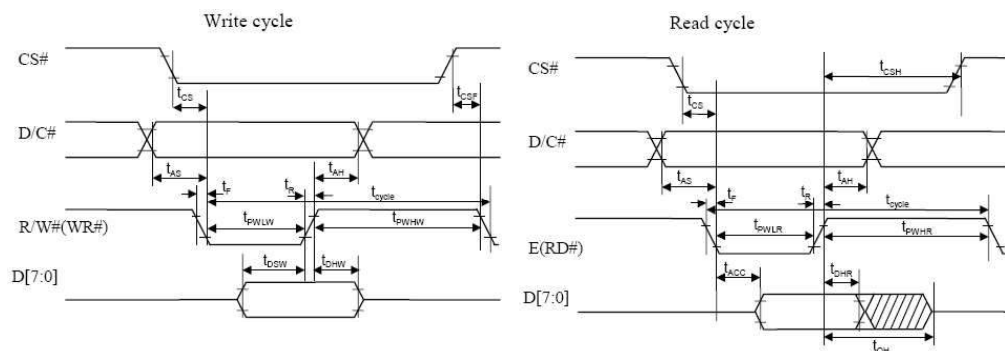 Write cycle
CS#
tCS
tCSF
D/C#
tAS
tAH
tF
tR
tcycle
R/W#(WR#)
tPWLW
tPWHW
D[7:0]
tDSW
tDHW
Read cycle
CS#
tCSH
tCS
D/C#
tAS
tAH
tF
tR
tcycle
E(RD#)
tPWLR
tPWHR
tACC
tDHR
D[7:0]
tOH